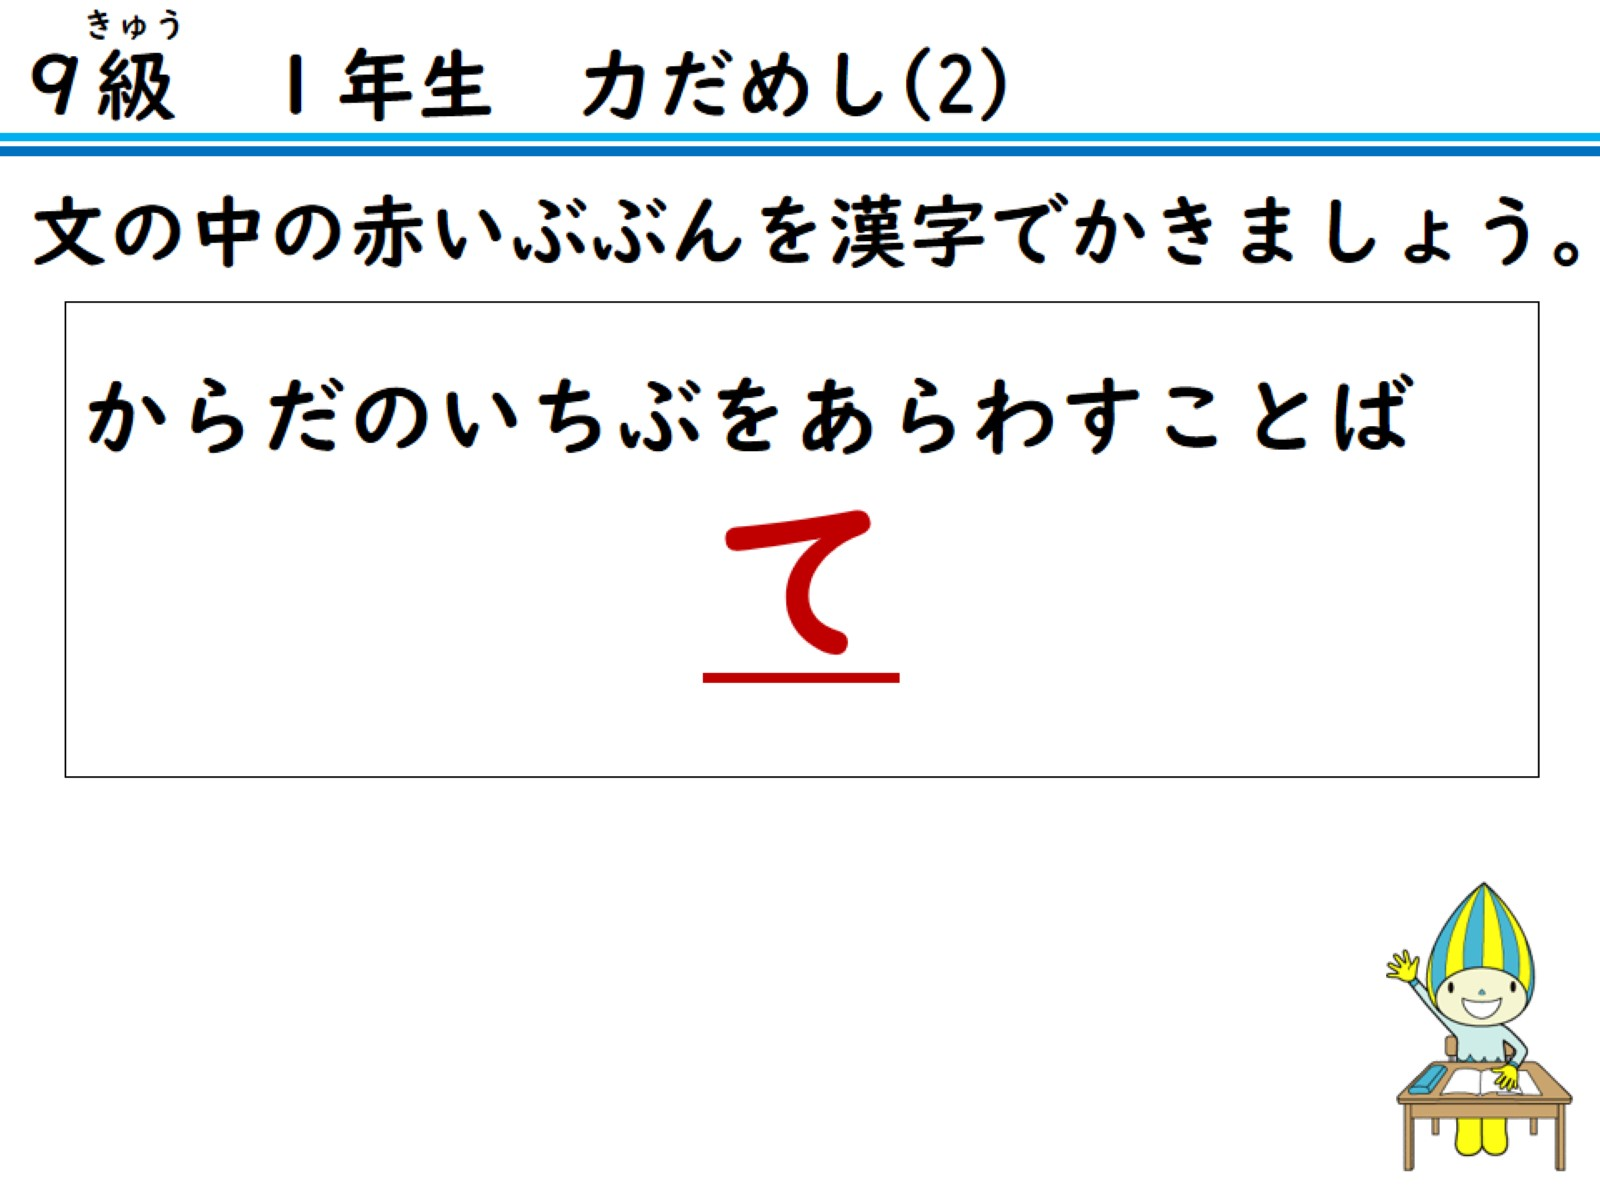 きゅう
9級　1年生　力だめし(2)
文の中の赤いぶぶんを漢字でかきましょう。
からだのいちぶをあらわすことば
て